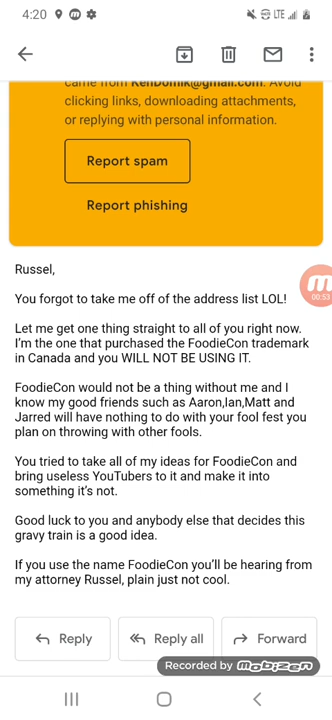 4:20
LTE
came from KenDomik@gmail.com. Avoid
clicking links, downloading attachments,
or replying with personal information.
Report spam
Report phishing
Russel,
00:53
You forgot to take me off of the address list LOL!
Let me get one thing straight to all of you right now.
I'm the one that purchased the FoodieCon trademark
in Canada and you WILL NOT BE USING IT.
FoodieCon would not be a thing without me and I
know my good friends such as Aaron,Ian,Matt and
Jarred will have nothing to do with your fool fest you
plan on throwing with other fools.
You tried to take all of my ideas for FoodieCon and
bring useless YouTubers to it and make it into
something it's not.
Good luck to you and anybody else that decides this
gravy train is a good idea.
If you use the name FoodieCon you'll be hearing from
my attorney Russel, plain just not cool.
Reply
Reply all
Forward
Recorded by mobizen